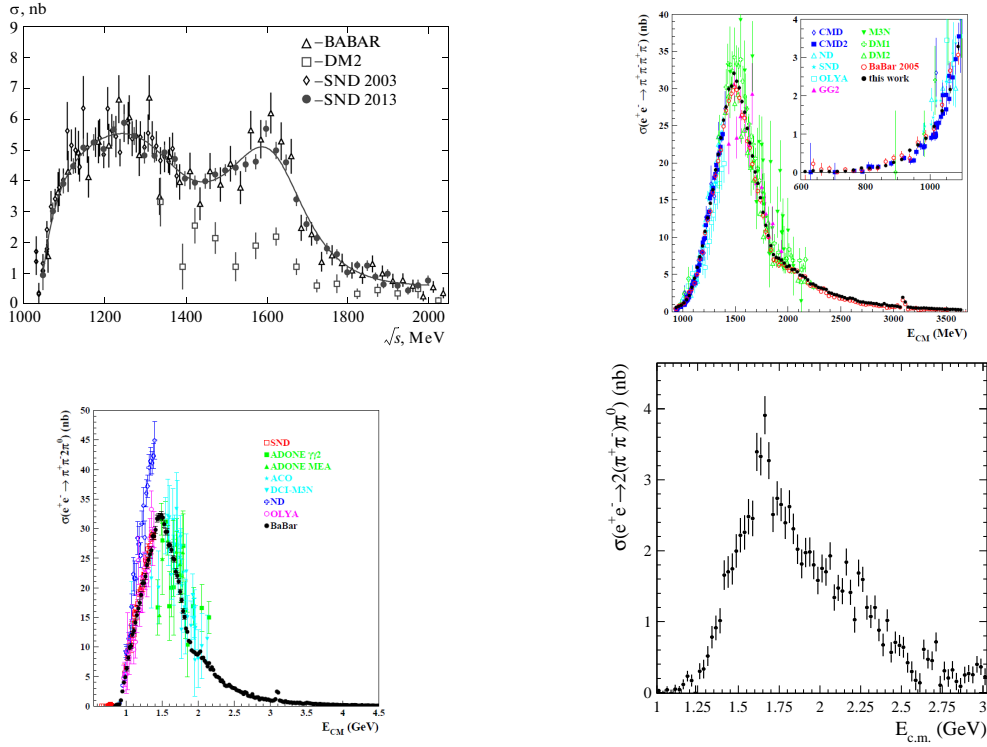 σ, nb
9
8
7
6
5
4
3
2
1
0
1000 1200 1400 1600 1800 2000
√s, MeV
–BABAR
–DM2
–SND 2003
–SND 2013
σ(e⁺e⁻ → π⁺π⁻π⁺π⁻) (nb)
40
35
30
25
20
15
10
5
0
1000 1500 2000 2500 3000 3500
E_CM (MeV)
CMD
CMD2
ND
SND
OLYA
GG2
M3N
DM1
DM2
BaBar 2005
this work
4
3
2
1
0
600 800 1000
σ(e⁺e⁻ → π⁺π⁻2π⁰) (nb)
50
45
40
35
30
25
20
15
10
5
0
1 1.5 2 2.5 3 3.5 4 4.5
E_CM (GeV)
SND
ADONE γγ2
ADONE MEA
ACO
DCI-M3N
ND
OLYA
BaBar
σ(e⁺e⁻→2(π⁺π⁻)π⁰) (nb)
4
3
2
1
0
1 1.25 1.5 1.75 2 2.25 2.5 2.75 3
E_c.m. (GeV)